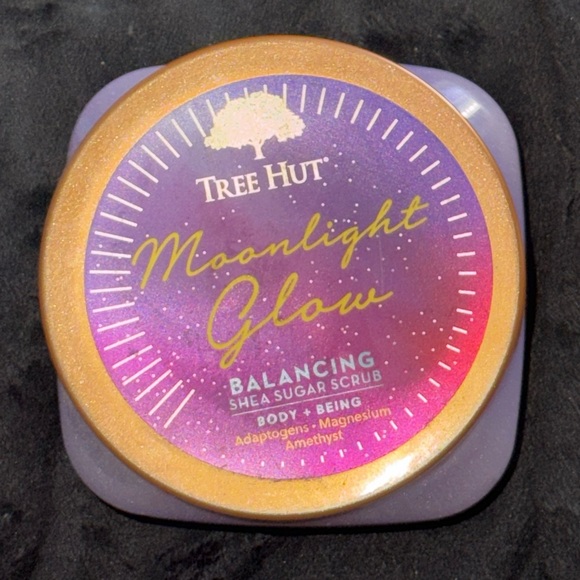 TREE HUT®
Moonlight
Glow
BALANCING
SHEA SUGAR SCRUB
BODY + BEING
Adaptogens • Magnesium
Amethyst